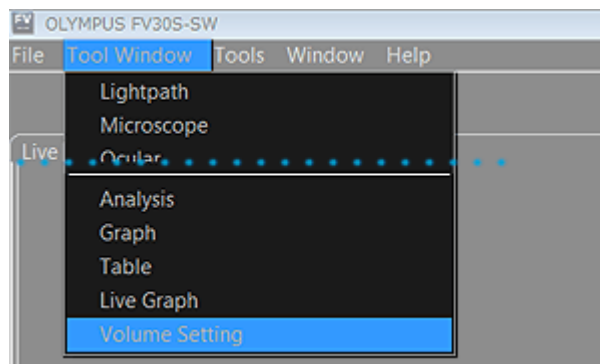 OLYMPUS FV30S-SW
File Tool Window Tools Window Help
Lightpath
Microscope
Live Ocular
Analysis
Graph
Table
Live Graph
Volume Setting